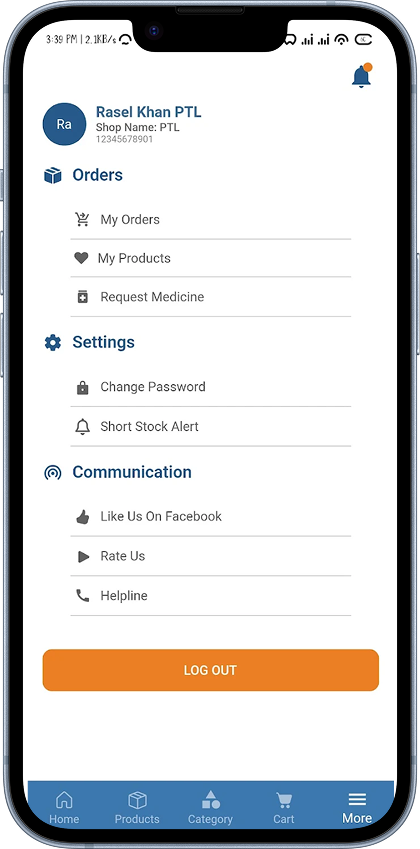 3:39 PM | 2.1KB/s
Rasel Khan PTL
Ra
Shop Name: PTL
12345678901
Orders
My Orders
My Products
Request Medicine
Settings
Change Password
Short Stock Alert
Communication
Like Us On Facebook
Rate Us
Helpline
LOG OUT
Home Products Category Cart More